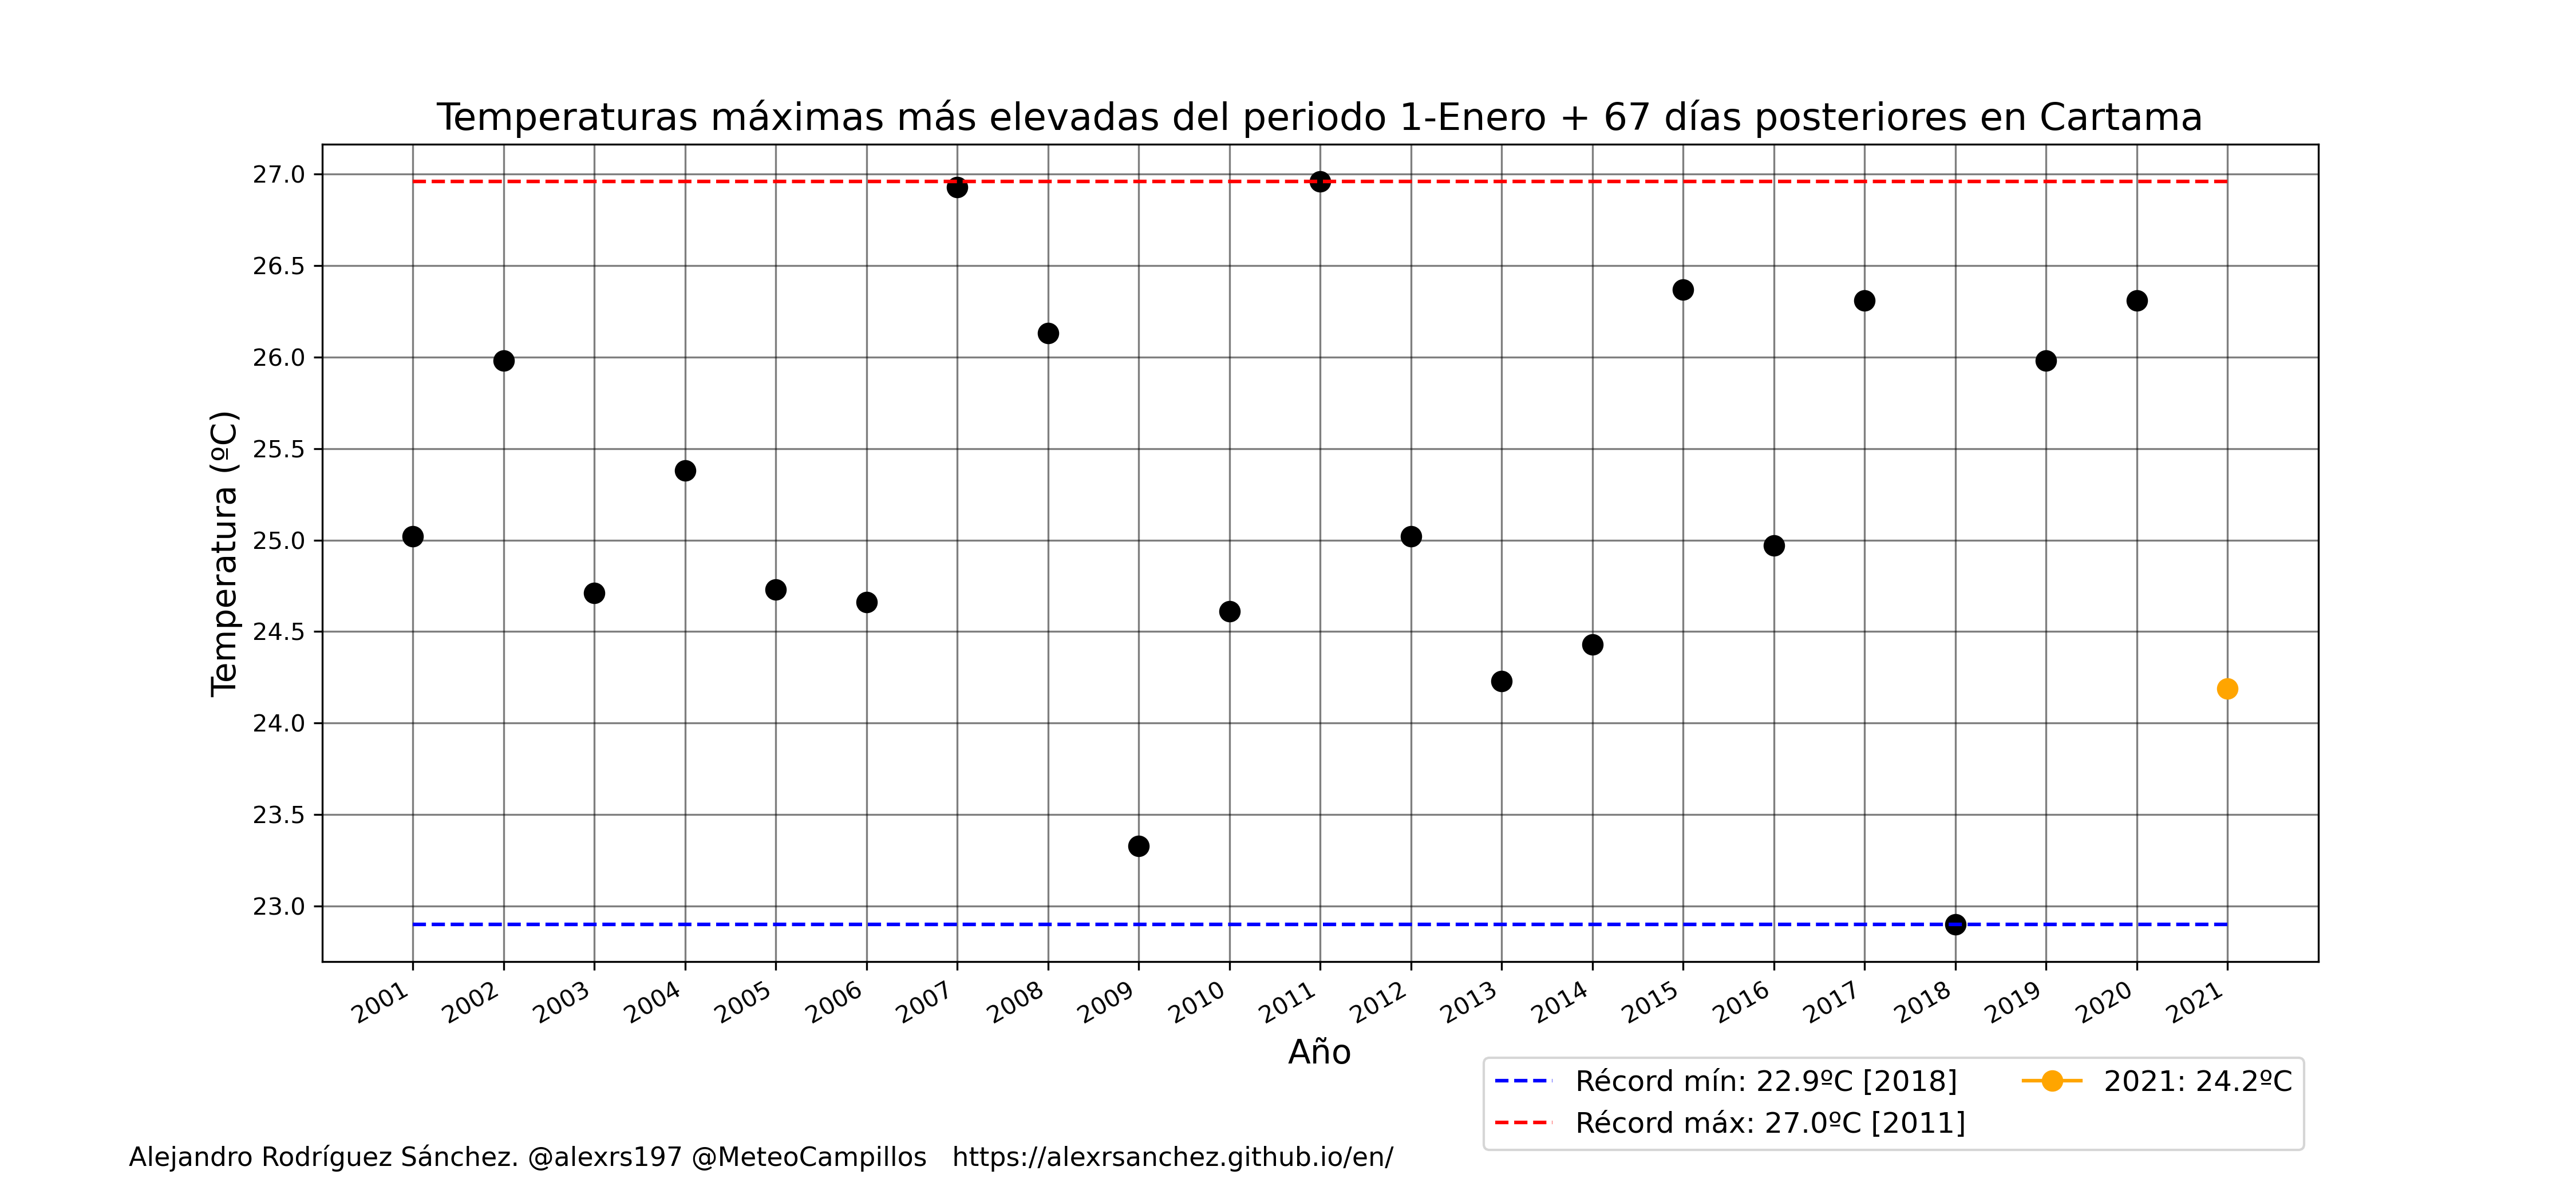 Temperaturas máximas más elevadas del periodo 1-Enero + 67 días posteriores en Cartama
Temperatura (ºC)
27.0
26.5
26.0
25.5
25.0
24.5
24.0
23.5
23.0
2001 2002 2003 2004 2005 2006 2007 2008 2009 2010 2011 2012 2013 2014 2015 2016 2017 2018 2019 2020 2021
Año
Récord mín: 22.9ºC [2018]
Récord máx: 27.0ºC [2011]
2021: 24.2ºC
Alejandro Rodríguez Sánchez. @alexrs197 @MeteoCampillos https://alexrsanchez.github.io/en/